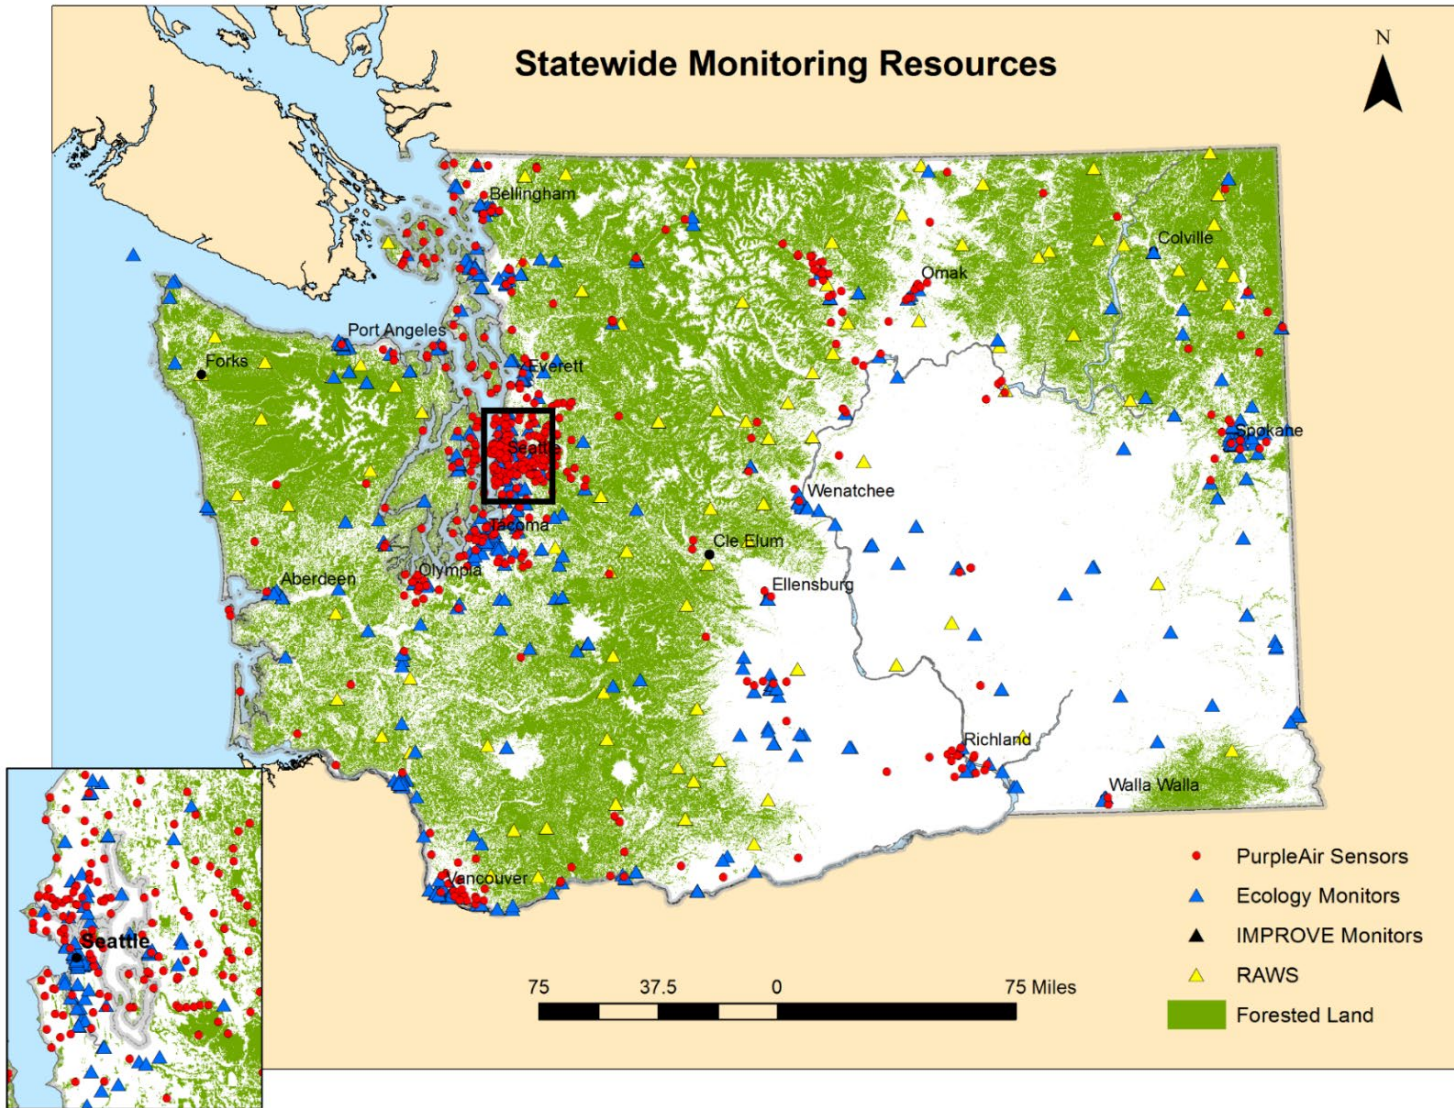 Statewide Monitoring Resources
N
Bellingham
Colville
Omak
Port Angeles
Forks
Everett
Spokane
Seattle
Wenatchee
Tacoma
Cle Elum
Olympia
Aberdeen
Ellensburg
Richland
Walla Walla
Vancouver
Seattle
PurpleAir Sensors
Ecology Monitors
IMPROVE Monitors
RAWS
Forested Land
75 37.5 0 75 Miles